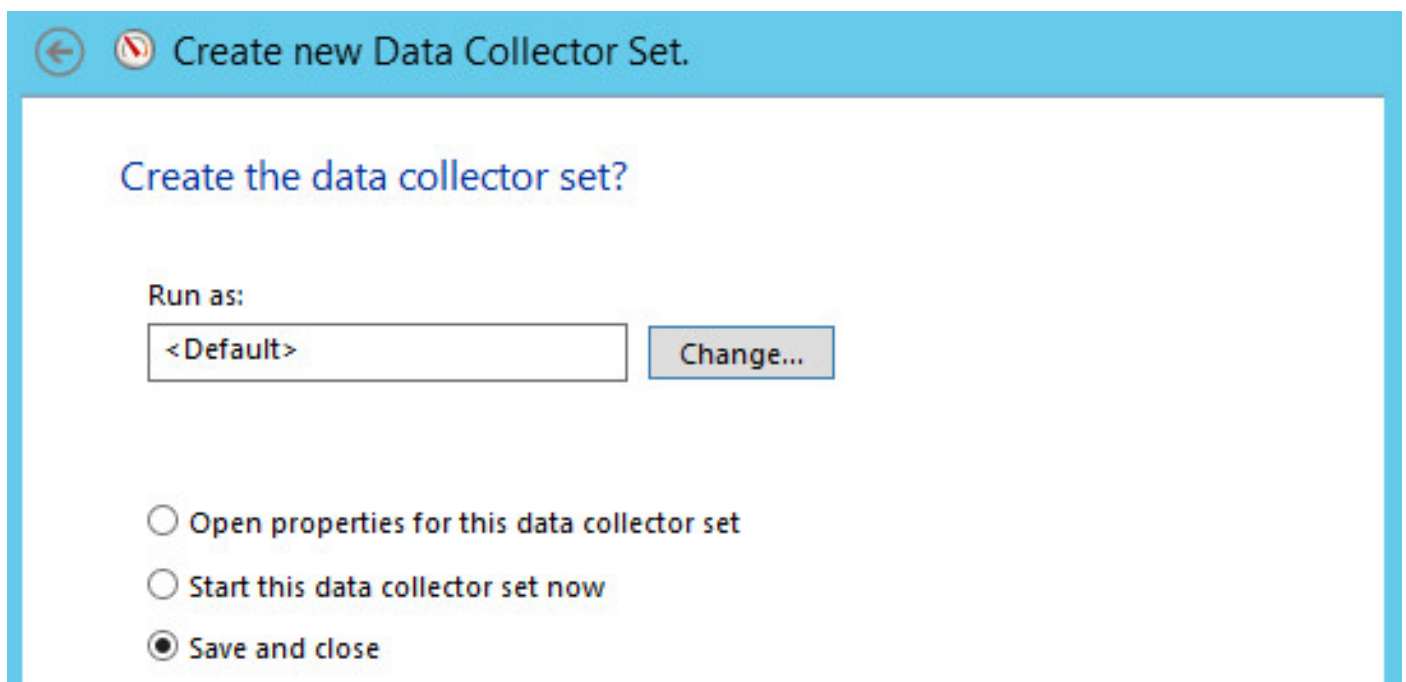 Create new Data Collector Set.
Create the data collector set?
Run as:
<Default>
Change...
Open properties for this data collector set
Start this data collector set now
Save and close